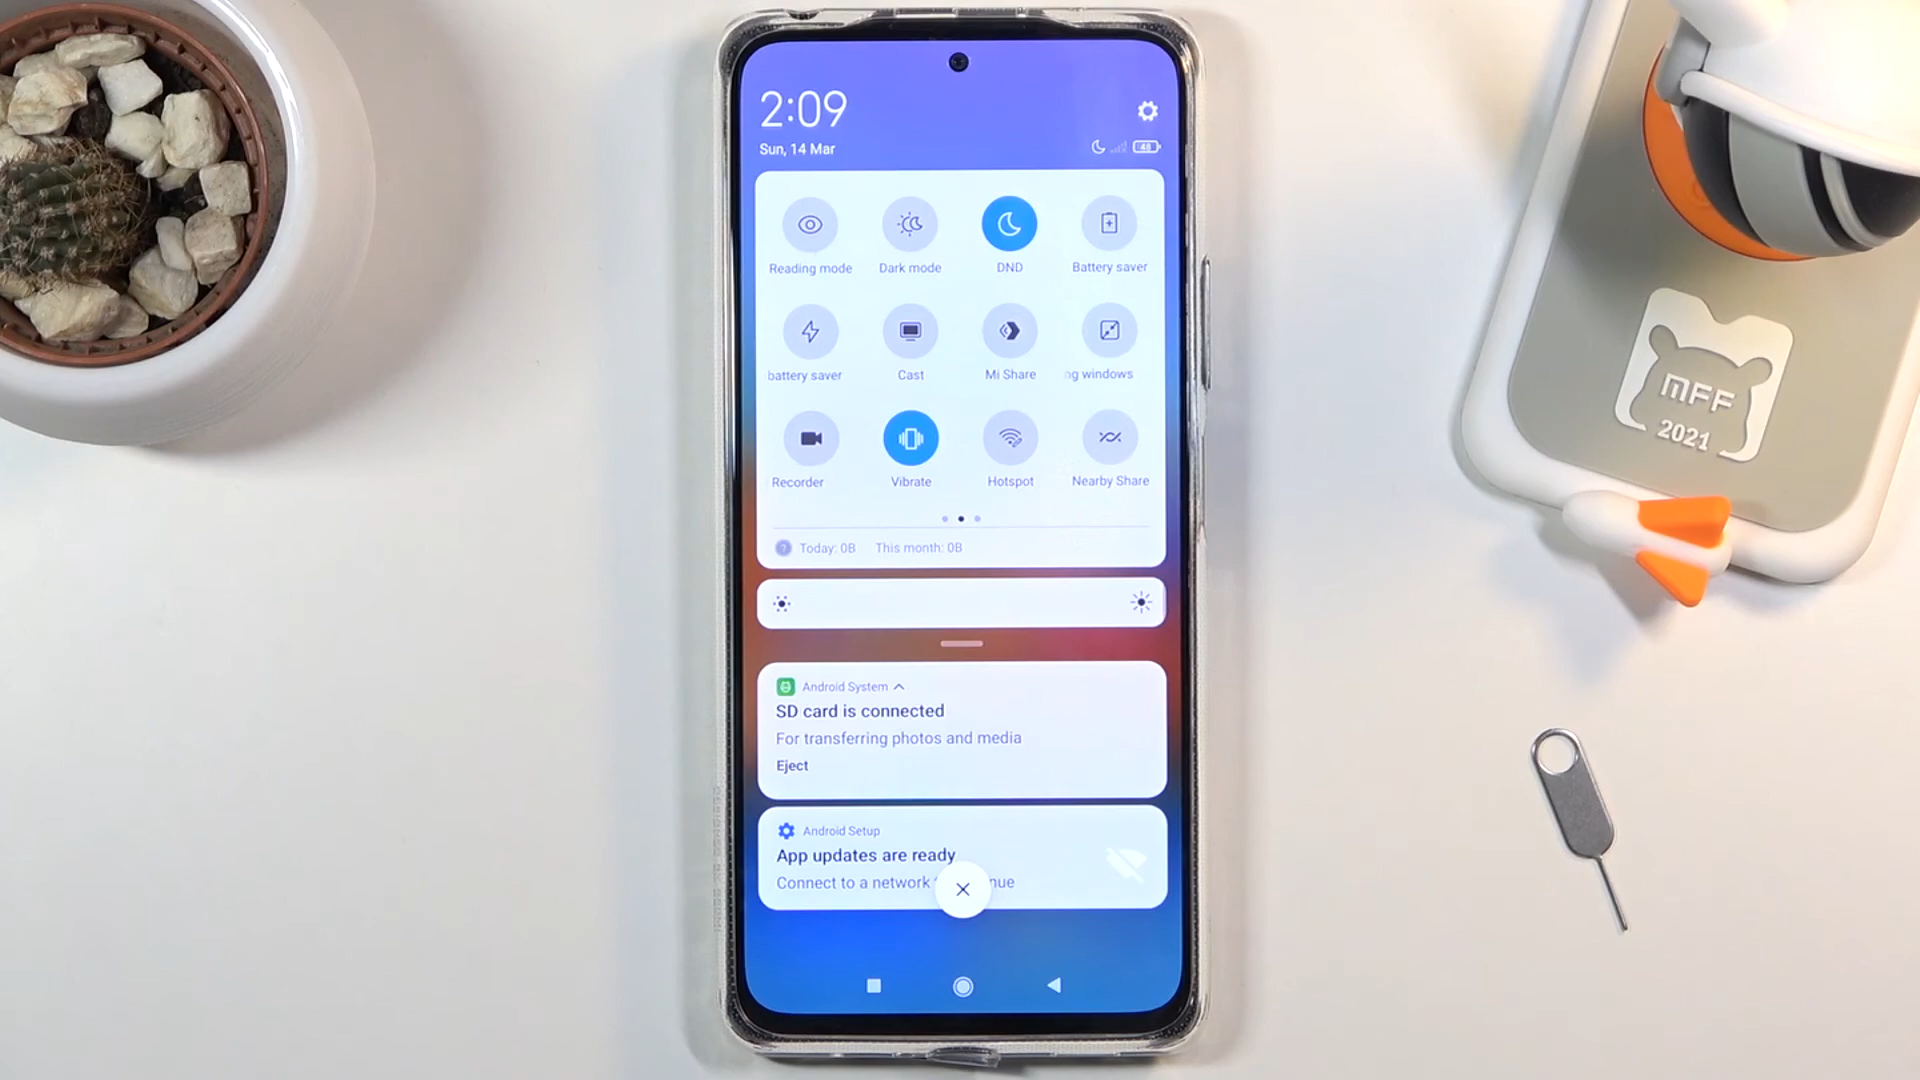 2:09
Sun, 14 Mar
48
Reading mode
Dark mode
DND
Battery saver
battery saver
Cast
Mi Share
ng windows
Recorder
Vibrate
Hotspot
Nearby Share
Today: 0B This month: 0B
Android System
SD card is connected
For transferring photos and media
Eject
Android Setup
App updates are ready
Connect to a network nue
MFF
2021